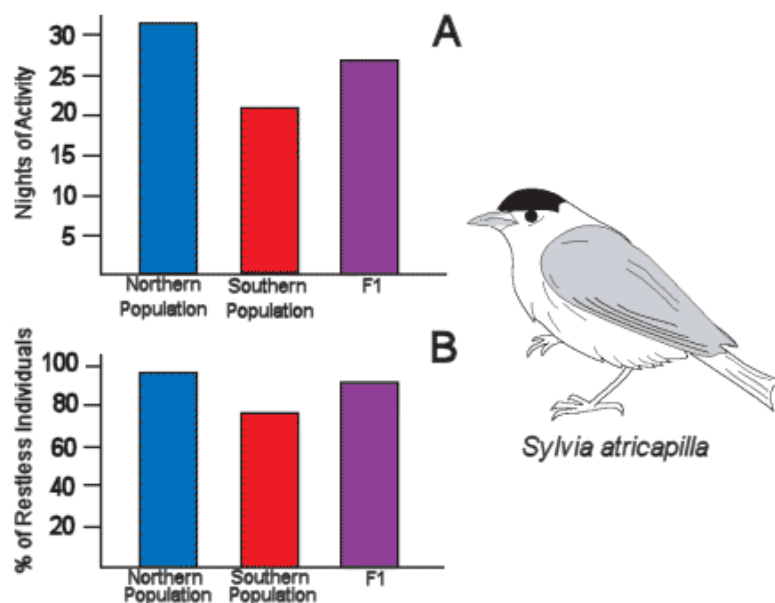 A
Nights of Activity
30
25
20
15
10
5
Northern Population
Southern Population
F1
B
% of Restless Individuals
100
80
60
40
20
Northern Population
Southern Population
F1
Sylvia atricapilla